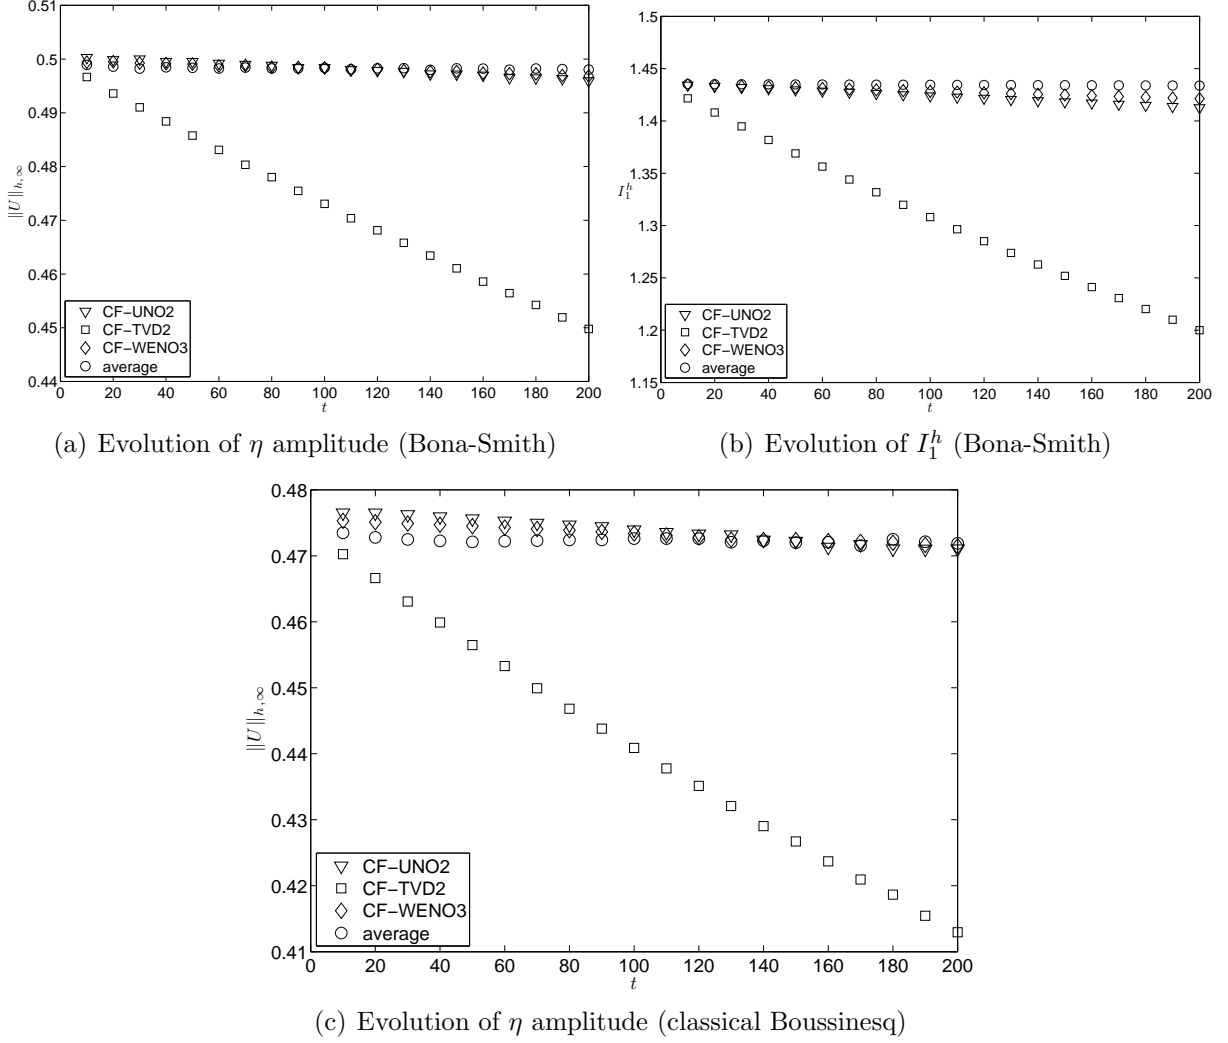 0.51
0.5
0.49
0.48
0.47
0.46
0.45
0.44
‖U‖h,∞
0 20 40 60 80 100 120 140 160 180 200
t
CF−UNO2
CF−TVD2
CF−WENO3
average
(a) Evolution of η amplitude (Bona-Smith)
1.5
1.45
1.4
1.35
1.3
1.25
1.2
1.15
I_1^h
0 20 40 60 80 100 120 140 160 180 200
t
CF−UNO2
CF−TVD2
CF−WENO3
average
(b) Evolution of I_1^h (Bona-Smith)
0.48
0.47
0.46
0.45
0.44
0.43
0.42
0.41
‖U‖h,∞
0 20 40 60 80 100 120 140 160 180 200
t
CF−UNO2
CF−TVD2
CF−WENO3
average
(c) Evolution of η amplitude (classical Boussinesq)